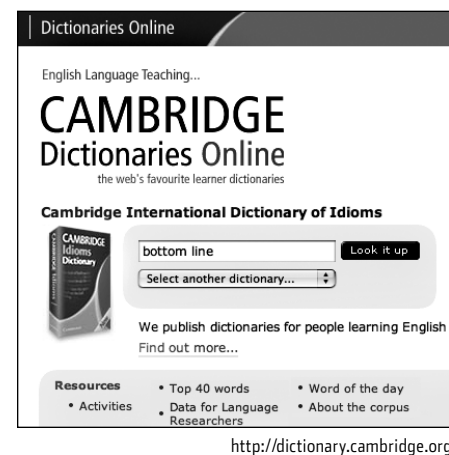 Dictionaries Online
English Language Teaching...
CAMBRIDGE
Dictionaries Online
the web's favourite learner dictionaries
Cambridge International Dictionary of Idioms
CAMBRIDGE
Idioms
Dictionary
bottom line
Look it up
Select another dictionary...
We publish dictionaries for people learning English
Find out more...
Resources
• Activities
• Top 40 words
• Data for Language
Researchers
• Word of the day
• About the corpus
http://dictionary.cambridge.org